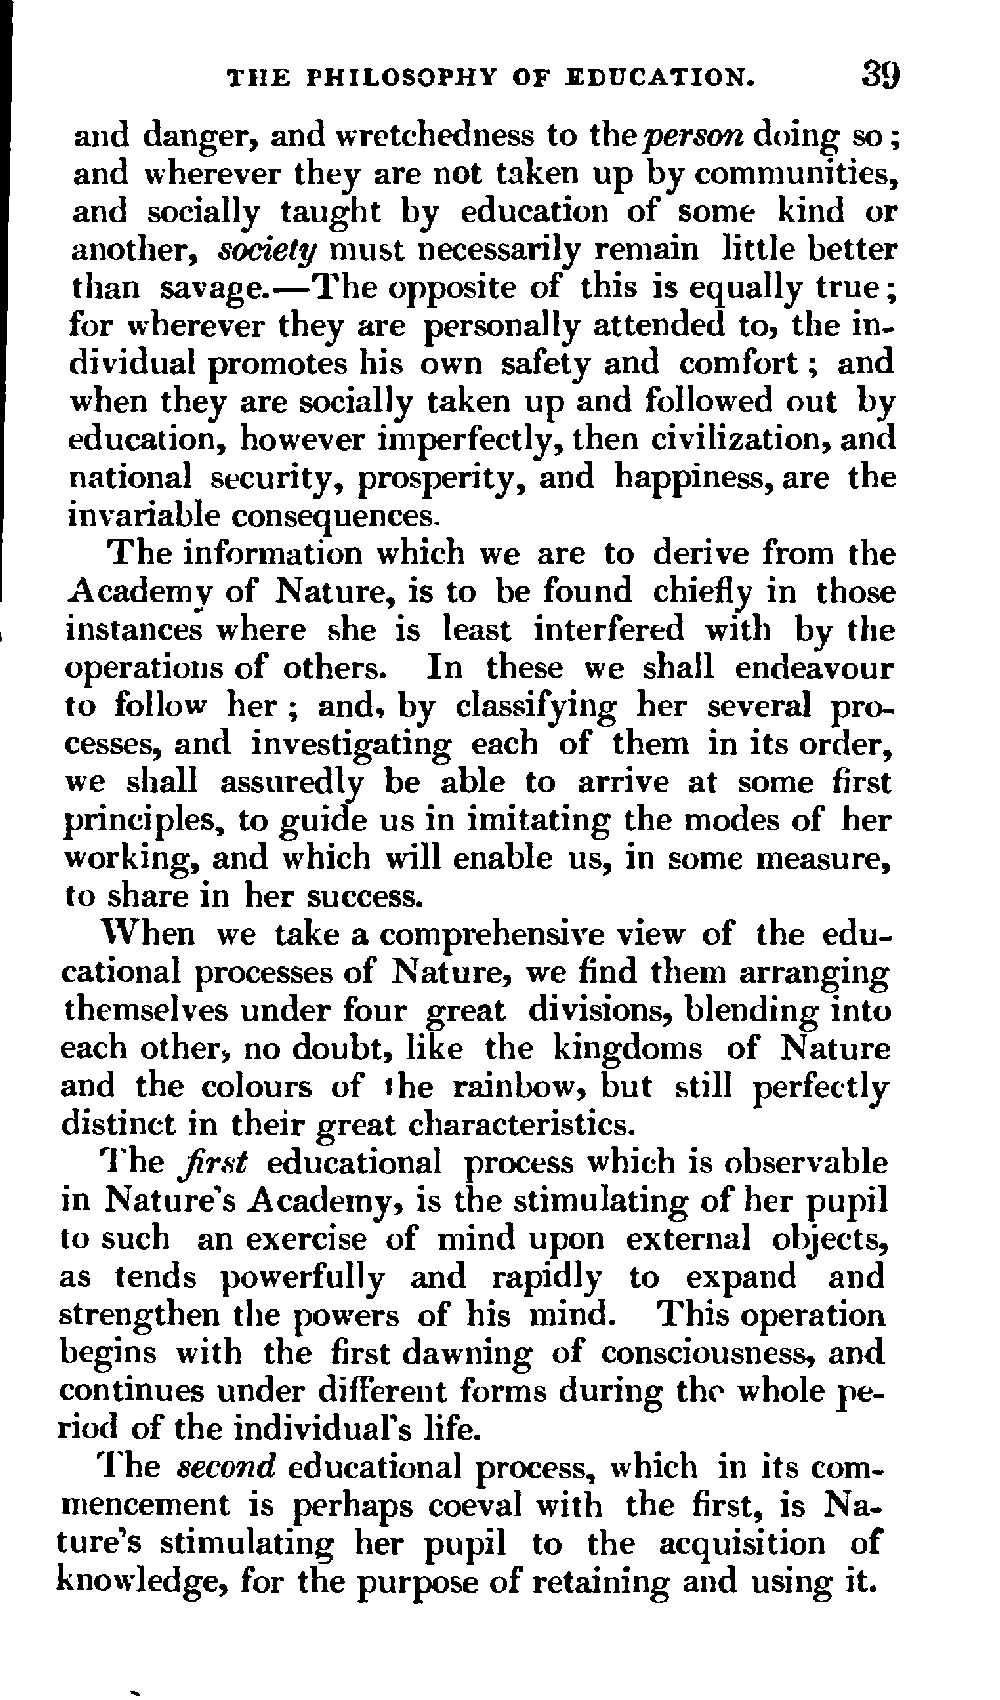 THE PHILOSOPHY OF EDUCATION. 39
and danger, and wretchedness to the person doing so;
and wherever they are not taken up by communities,
and socially taught by education of some kind or
another, society must necessarily remain little better
than savage.—The opposite of this is equally true;
for wherever they are personally attended to, the in-
dividual promotes his own safety and comfort; and
when they are socially taken up and followed out by
education, however imperfectly, then civilization, and
national security, prosperity, and happiness, are the
invariable consequences.
The information which we are to derive from the
Academy of Nature, is to be found chiefly in those
instances where she is least interfered with by the
operations of others. In these we shall endeavour
to follow her; and, by classifying her several pro-
cesses, and investigating each of them in its order,
we shall assuredly be able to arrive at some first
principles, to guide us in imitating the modes of her
working, and which will enable us, in some measure,
to share in her success.
When we take a comprehensive view of the edu-
cational processes of Nature, we find them arranging
themselves under four great divisions, blending into
each other, no doubt, like the kingdoms of Nature
and the colours of the rainbow, but still perfectly
distinct in their great characteristics.
The first educational process which is observable
in Nature's Academy, is the stimulating of her pupil
to such an exercise of mind upon external objects,
as tends powerfully and rapidly to expand and
strengthen the powers of his mind. This operation
begins with the first dawning of consciousness, and
continues under different forms during the whole pe-
riod of the individual's life.
The second educational process, which in its com-
mencement is perhaps coeval with the first, is Na-
ture's stimulating her pupil to the acquisition of
knowledge, for the purpose of retaining and using it.